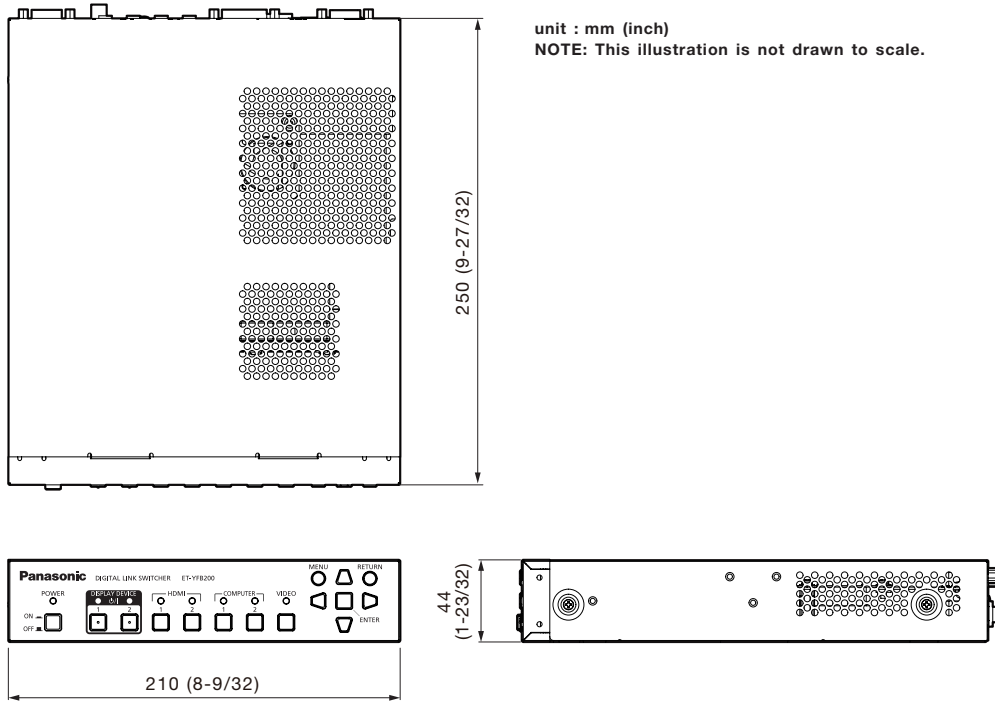 unit : mm (inch)
NOTE: This illustration is not drawn to scale.
250 (9-27/32)
Panasonic DIGITAL LINK SWITCHER ET-YFB200
MENU RETURN
POWER DISPLAY DEVICE HDMI COMPUTER VIDEO
1 2 1 2 1 2
ON
OFF
ENTER
44
(1-23/32)
210 (8-9/32)